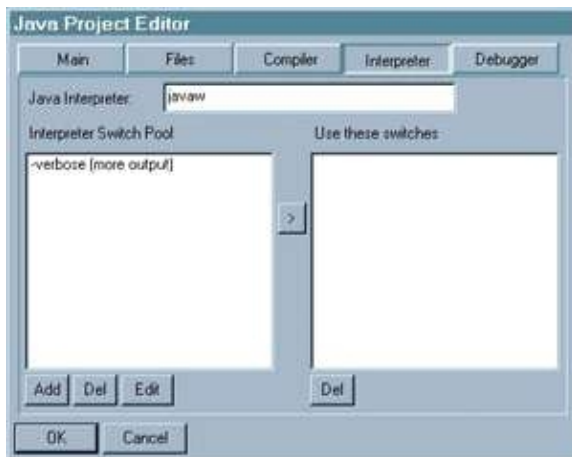 Java Project Editor
Main Files Compiler Interpreter Debugger
Java Interpreter: javaw
Interpreter Switch Pool Use these switches
-verbose (more output)
>
Add Del Edit Del
OK Cancel